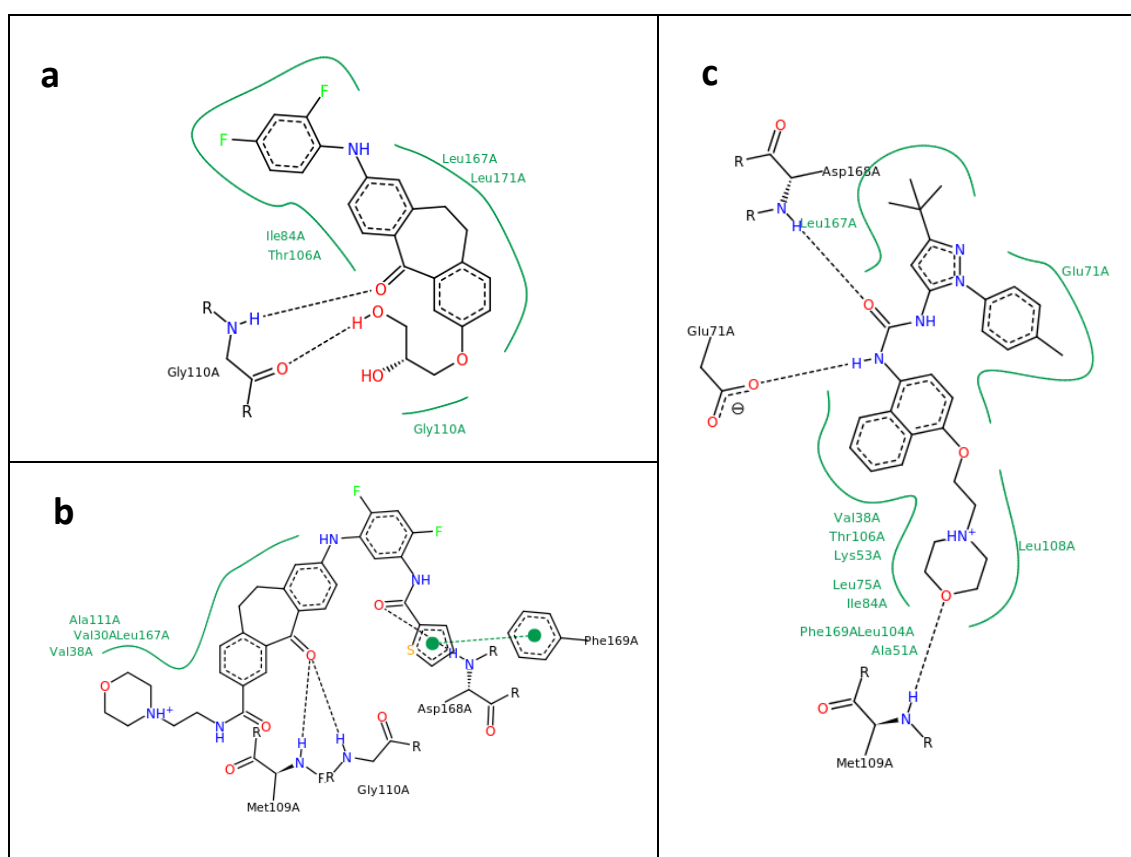 a
F
F
NH
Leu167A
Leu171A
Ile84A
Thr106A
O
R
N H
H O
Gly110A
O
HO
O
R
Gly110A
b
F
F
HN
NH
O
S
Phe169A
H
N R
Ala111A
Val30ALeu167A
Val38A
O
O
NH+
N
H
O
R
O
H
N
R
H
N
O
R
Asp168A
R
O
Gly110A
Met109A
c
O
R
Asp168A
R N
H
Leu167A
N
N
Glu71A
O
NH
Glu71A
H N
O
O
⊖
O
Val38A
Thr106A
Lys53A
HN+
Leu108A
Leu75A
Ile84A
O
Phe169ALeu104A
Ala51A
R
H
O
N
R
Met109A